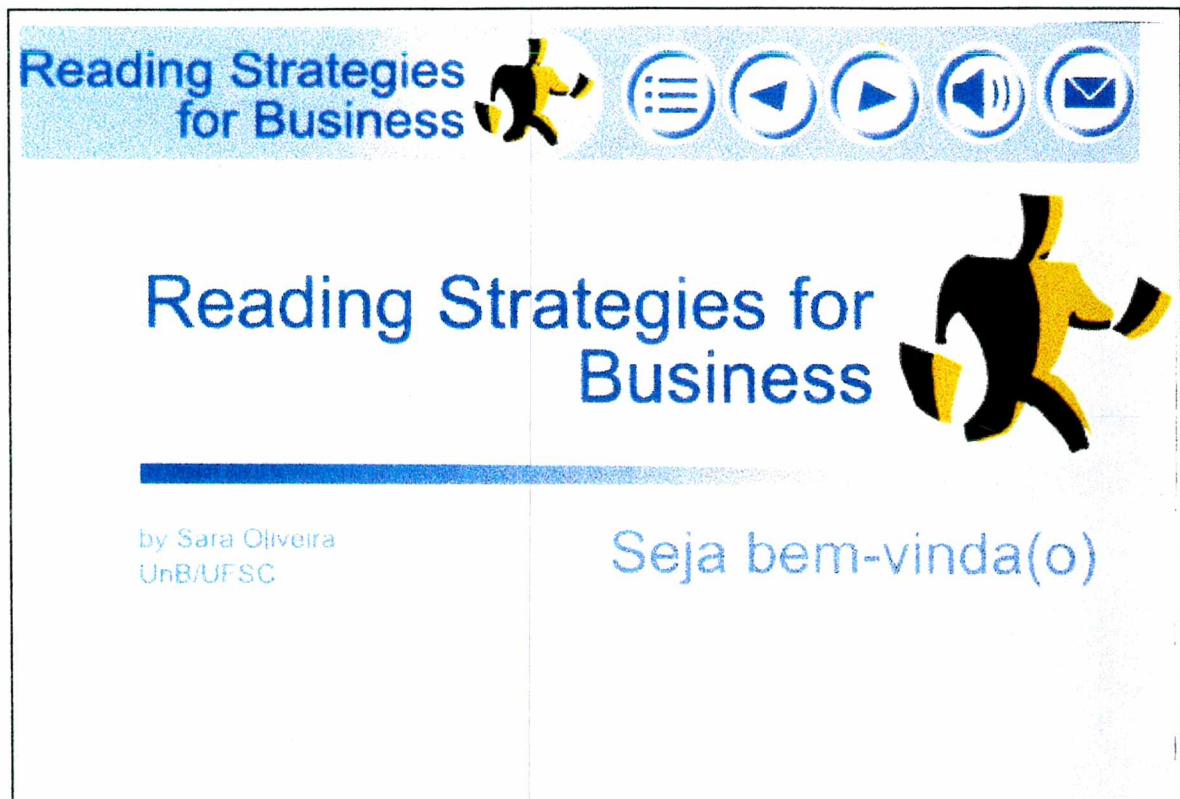 Reading Strategies
for Business
Reading Strategies for
Business
by Sara Oliveira
UnB/UFSC
Seja bem-vinda(o)